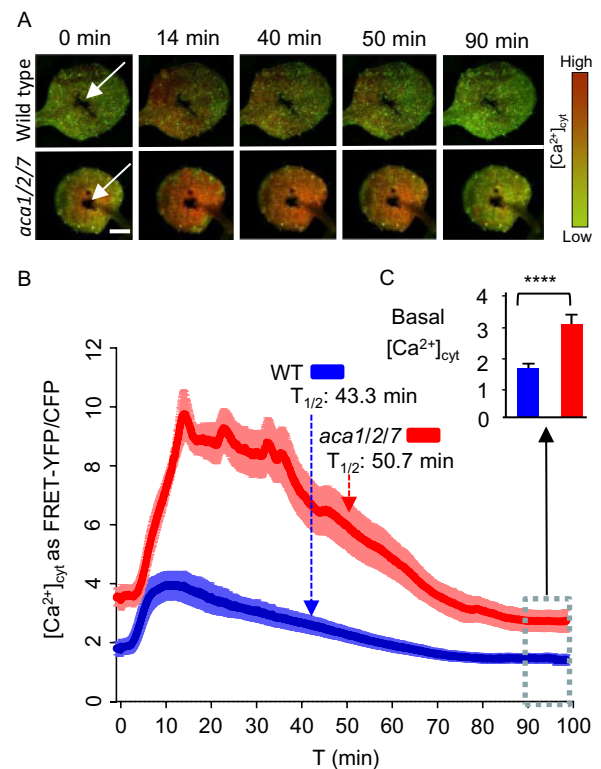 A
0 min 14 min 40 min 50 min 90 min
Wild type
aca1/2/7
High
[Ca²⁺]cyt
Low
B
C
****
Basal
[Ca²⁺]cyt
4
3
2
1
0
WT
T1/2: 43.3 min
aca1/2/7
T1/2: 50.7 min
[Ca²⁺]cyt as FRET-YFP/CFP
12
10
8
6
4
2
0
0 10 20 30 40 50 60 70 80 90 100
T (min)